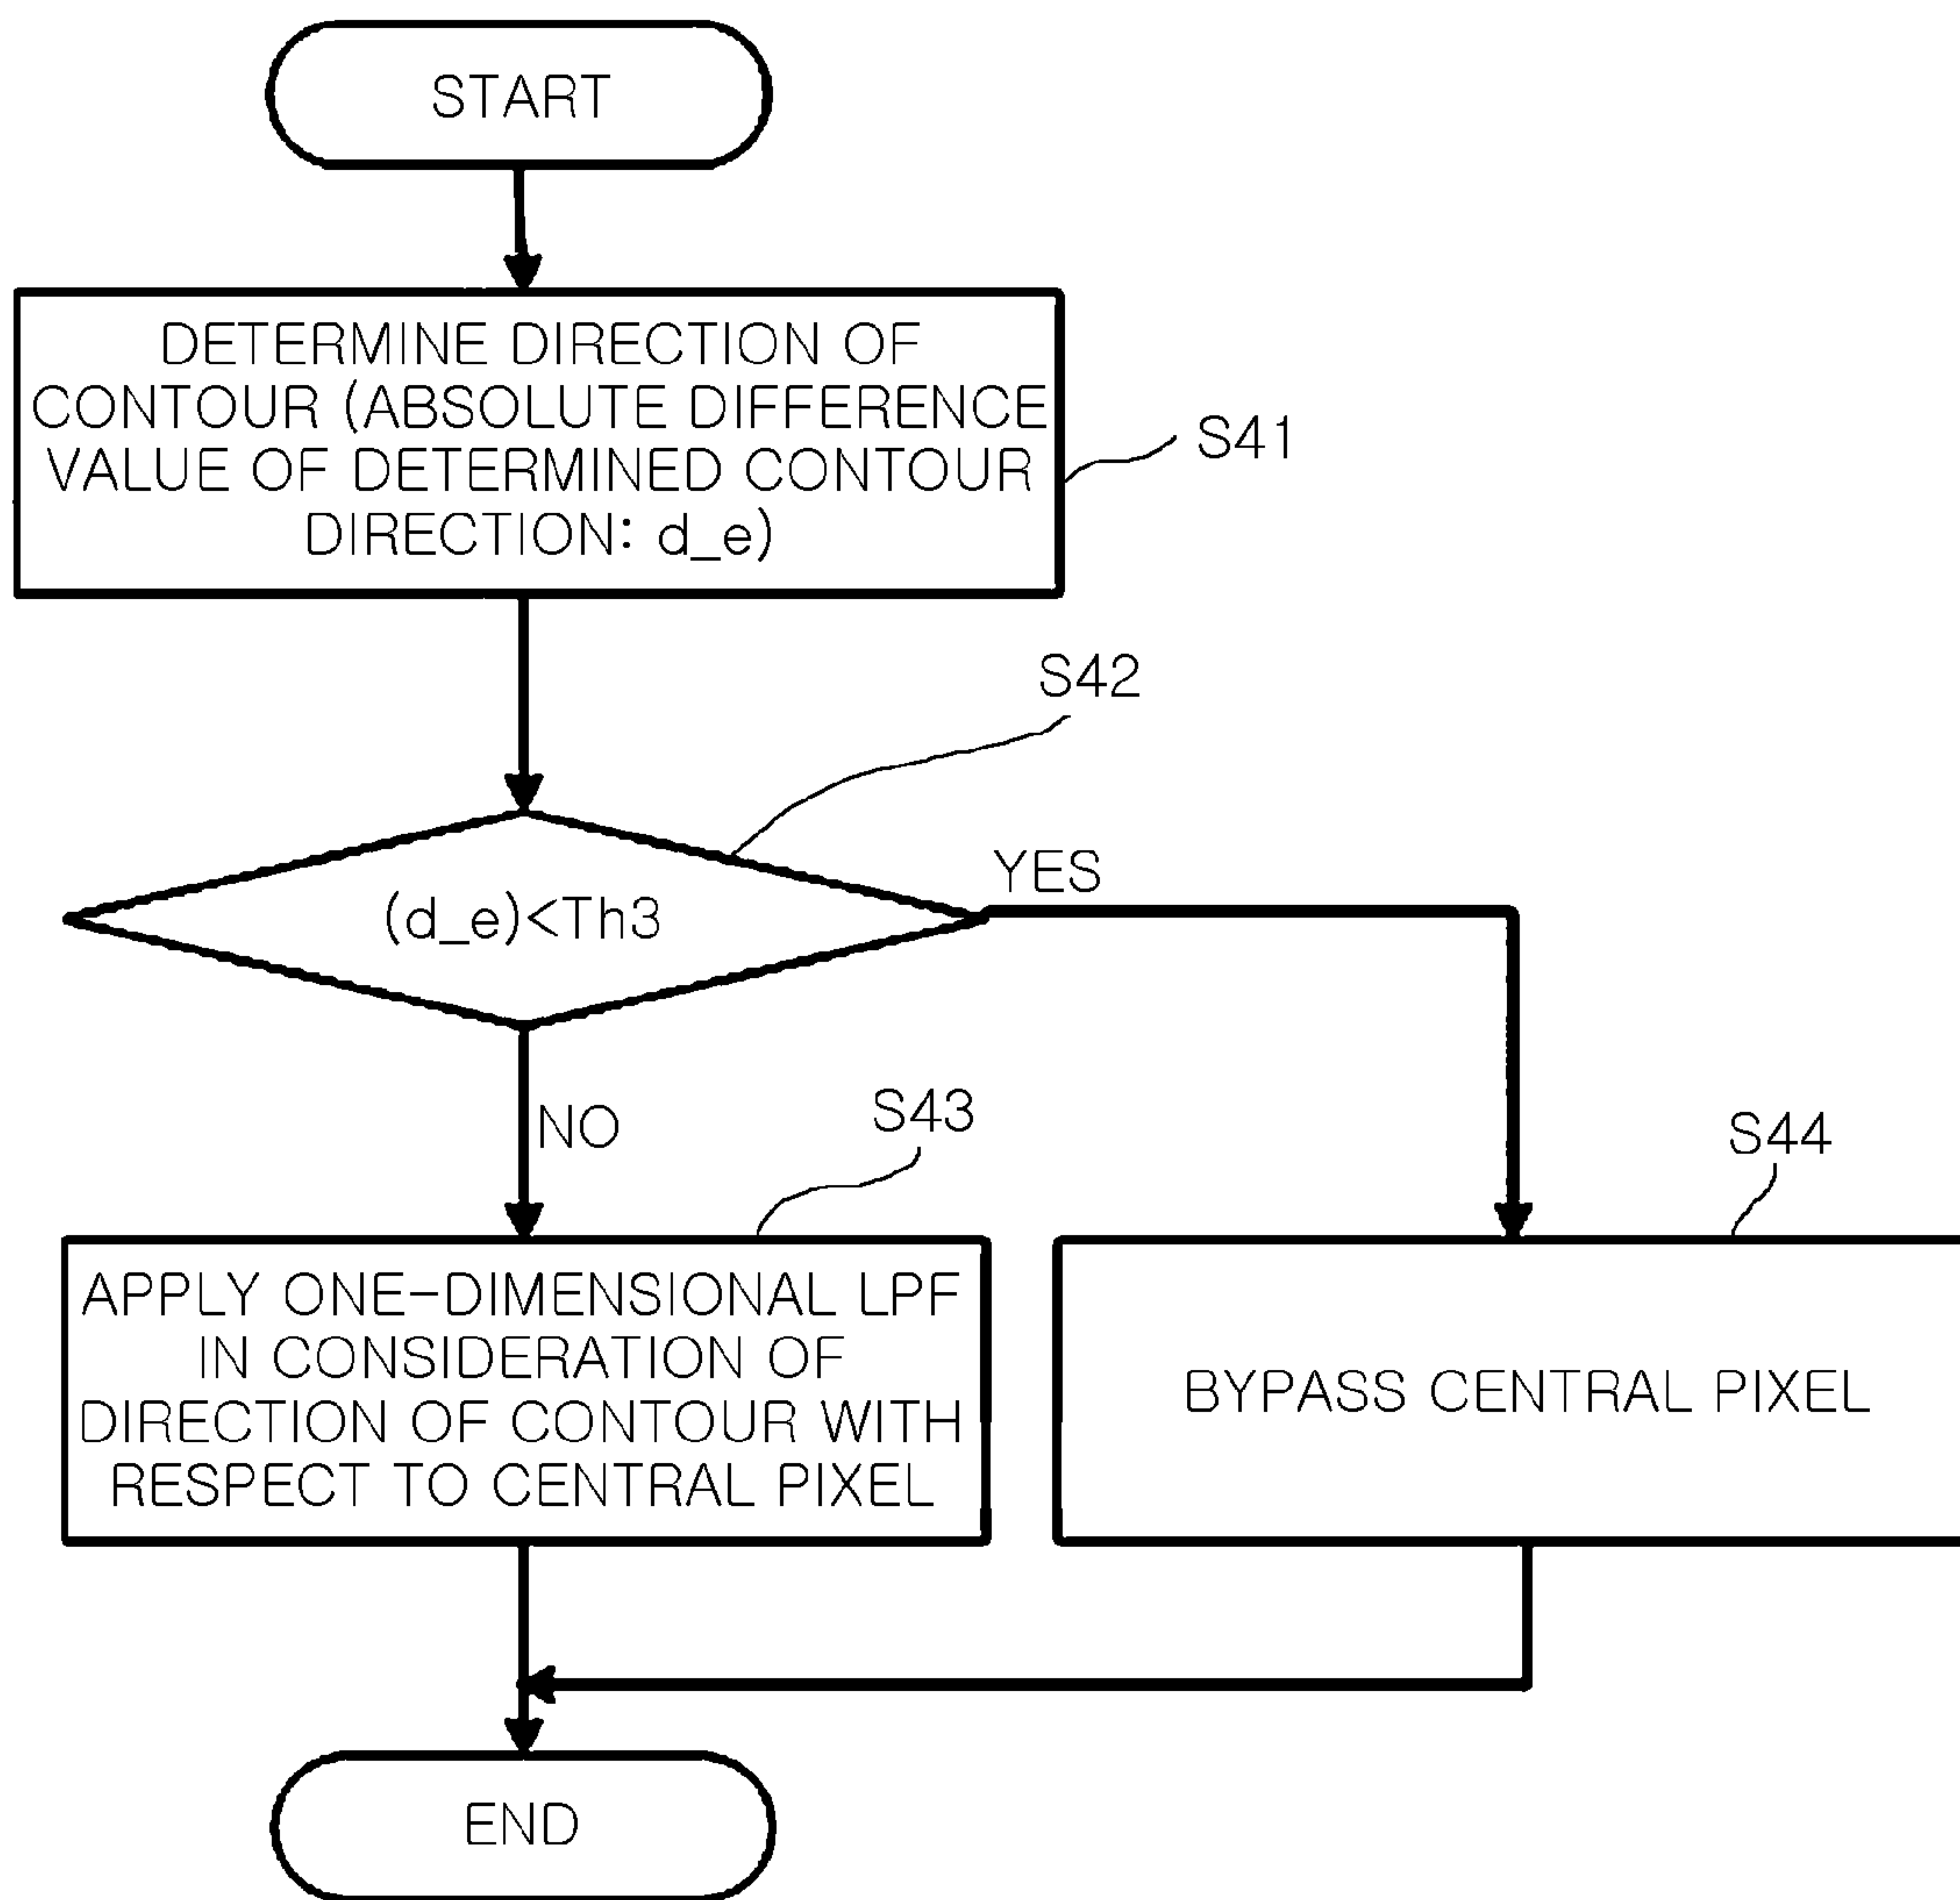 START
DETERMINE DIRECTION OF
CONTOUR (ABSOLUTE DIFFERENCE
VALUE OF DETERMINED CONTOUR
DIRECTION: d_e)
S41
S42
(d_e)<Th3
YES
NO
S43
S44
APPLY ONE-DIMENSIONAL LPF
IN CONSIDERATION OF
DIRECTION OF CONTOUR WITH
RESPECT TO CENTRAL PIXEL
BYPASS CENTRAL PIXEL
END